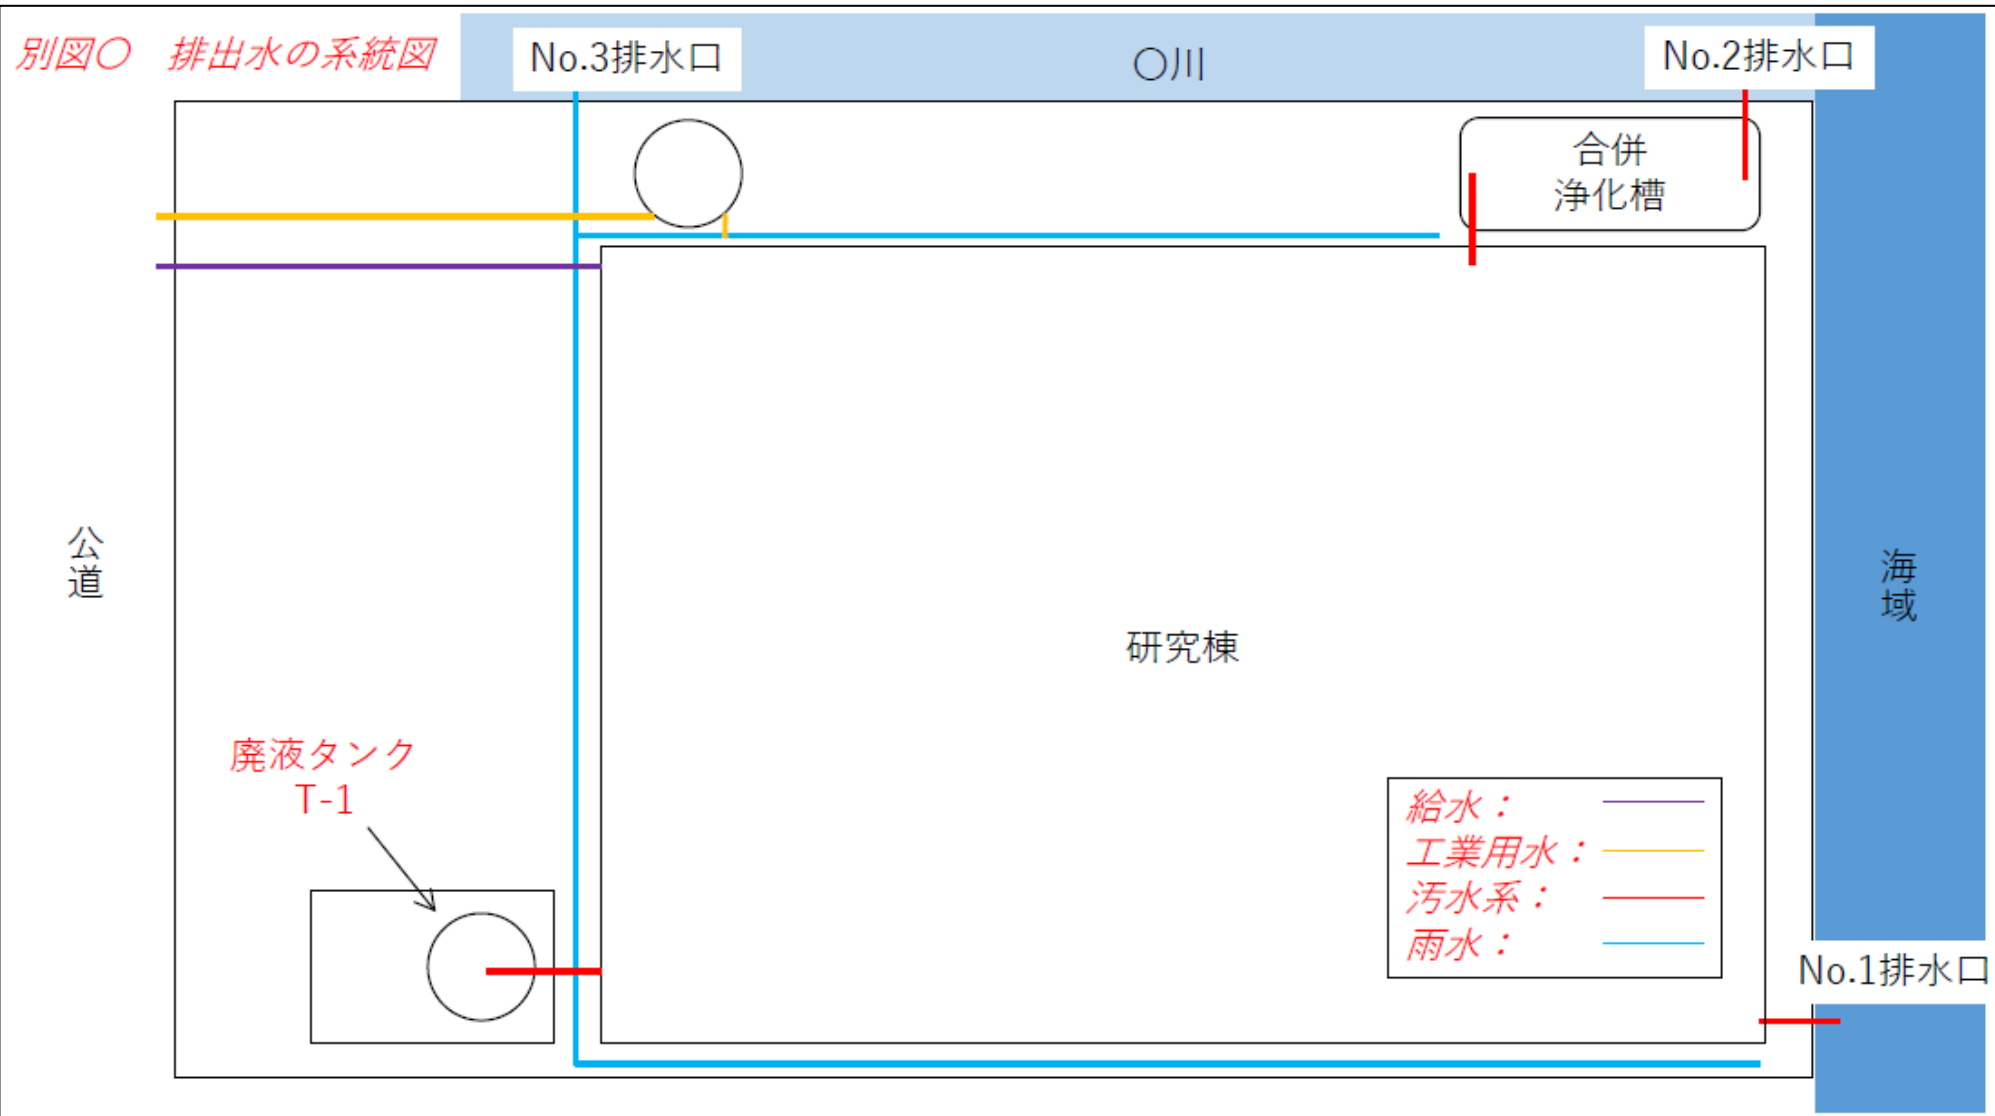 別図〇 排出水の系統図
No.3排水口
〇川
No.2排水口
合併
浄化槽
公道
海域
研究棟
廃液タンク
T-1
給水：
工業用水：
汚水系：
雨水：
No.1排水口